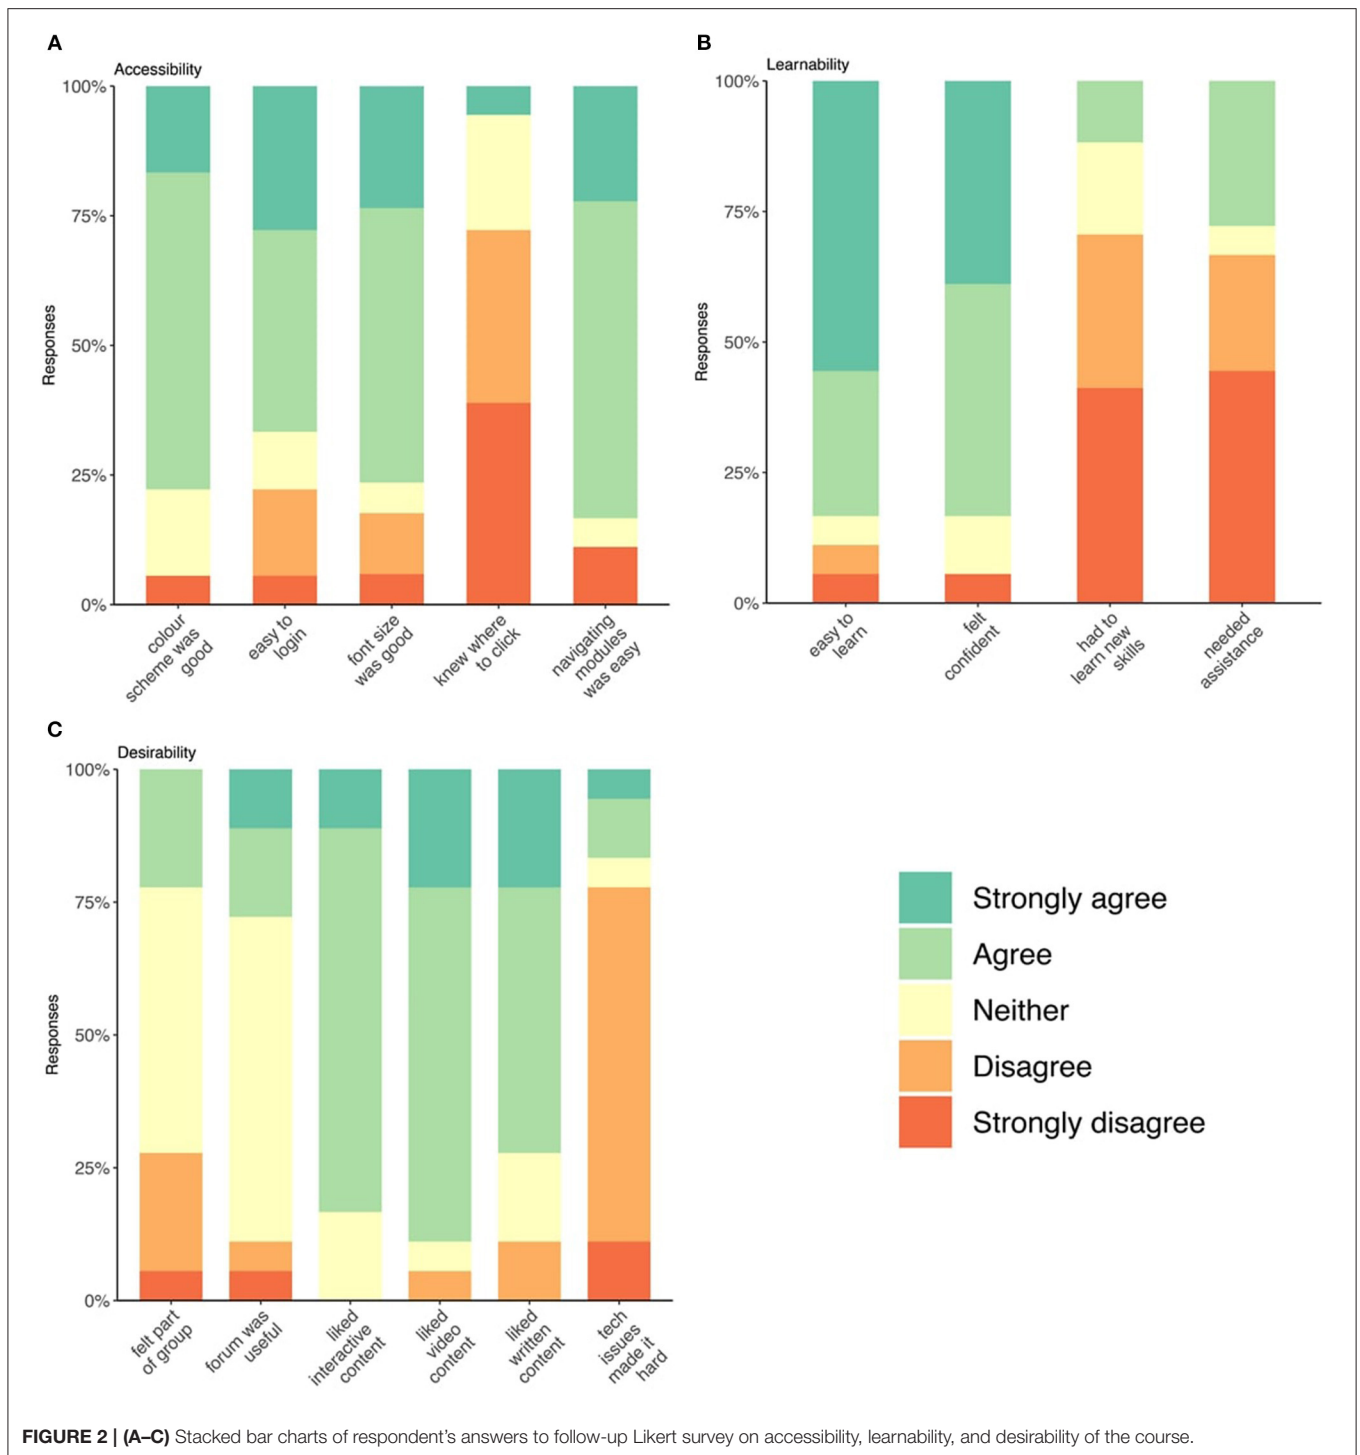 A
Accessibility
100%
75%
50%
25%
0%
Responses
colour
scheme was
good
easy to
login
font size
was good
knew where
to click
navigating
modules
was easy
B
Learnability
100%
75%
50%
25%
0%
Responses
easy to
learn
felt
confident
had to
learn new
skills
needed
assistance
C
Desirability
100%
75%
50%
25%
0%
Responses
felt part
of group
forum was
useful
liked
interactive
content
liked
video
content
liked
written
content
tech
issues
made it
hard
Strongly agree
Agree
Neither
Disagree
Strongly disagree
FIGURE 2 | (A–C) Stacked bar charts of respondent's answers to follow-up Likert survey on accessibility, learnability, and desirability of the course.